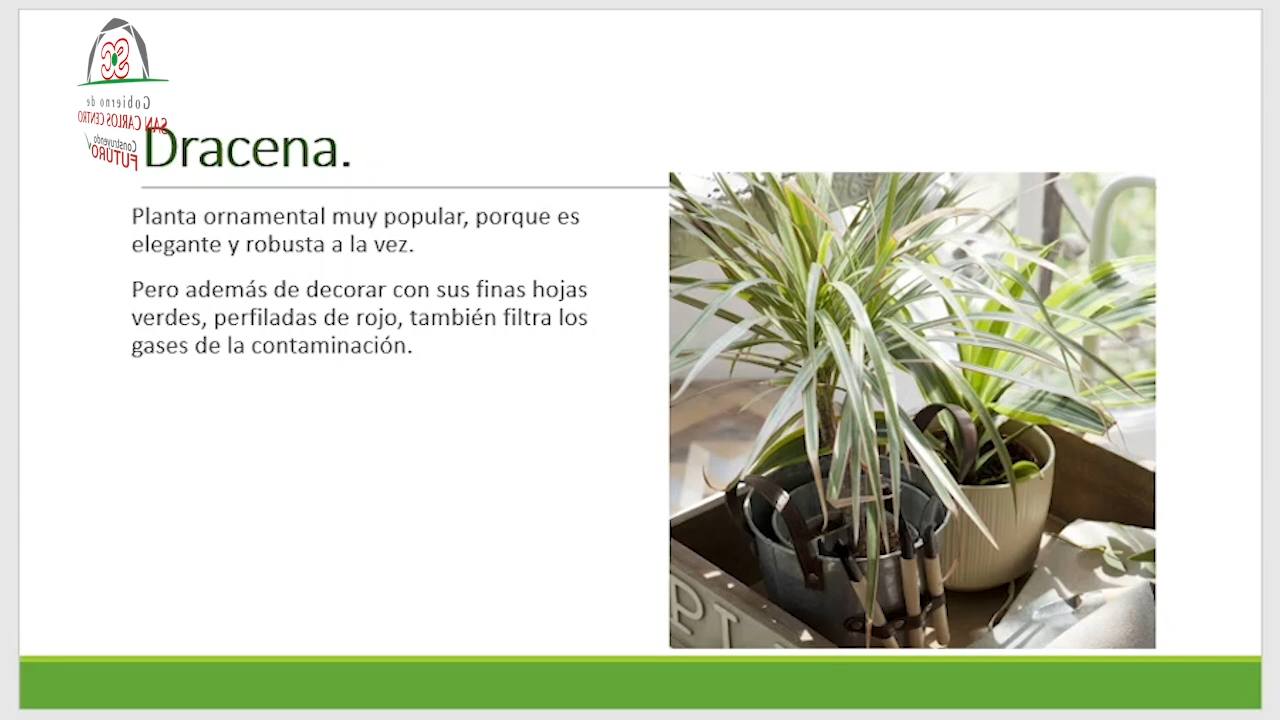 Gobierno de
SAN CARLOS CENTRO
Construyendo
FUTURO
Dracena.
Planta ornamental muy popular, porque es
elegante y robusta a la vez.
Pero además de decorar con sus finas hojas
verdes, perfiladas de rojo, también filtra los
gases de la contaminación.